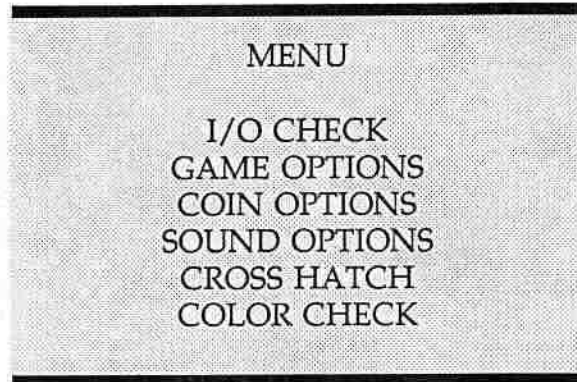 MENU
I/O CHECK
GAME OPTIONS
COIN OPTIONS
SOUND OPTIONS
CROSS HATCH
COLOR CHECK